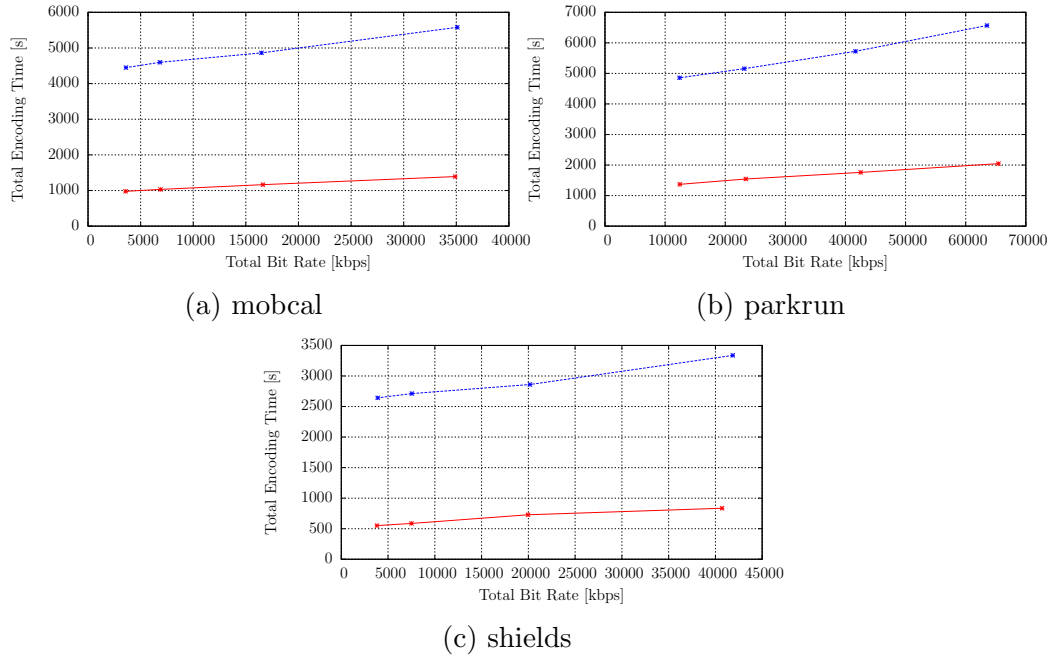 6000
5000
4000
3000
2000
1000
0
Total Encoding Time [s]
0 5000 10000 15000 20000 25000 30000 35000 40000
Total Bit Rate [kbps]
(a) mobcal
7000
6000
5000
4000
3000
2000
1000
0
Total Encoding Time [s]
0 10000 20000 30000 40000 50000 60000 70000
Total Bit Rate [kbps]
(b) parkrun
3500
3000
2500
2000
1500
1000
500
0
Total Encoding Time [s]
0 5000 10000 15000 20000 25000 30000 35000 40000 45000
Total Bit Rate [kbps]
(c) shields